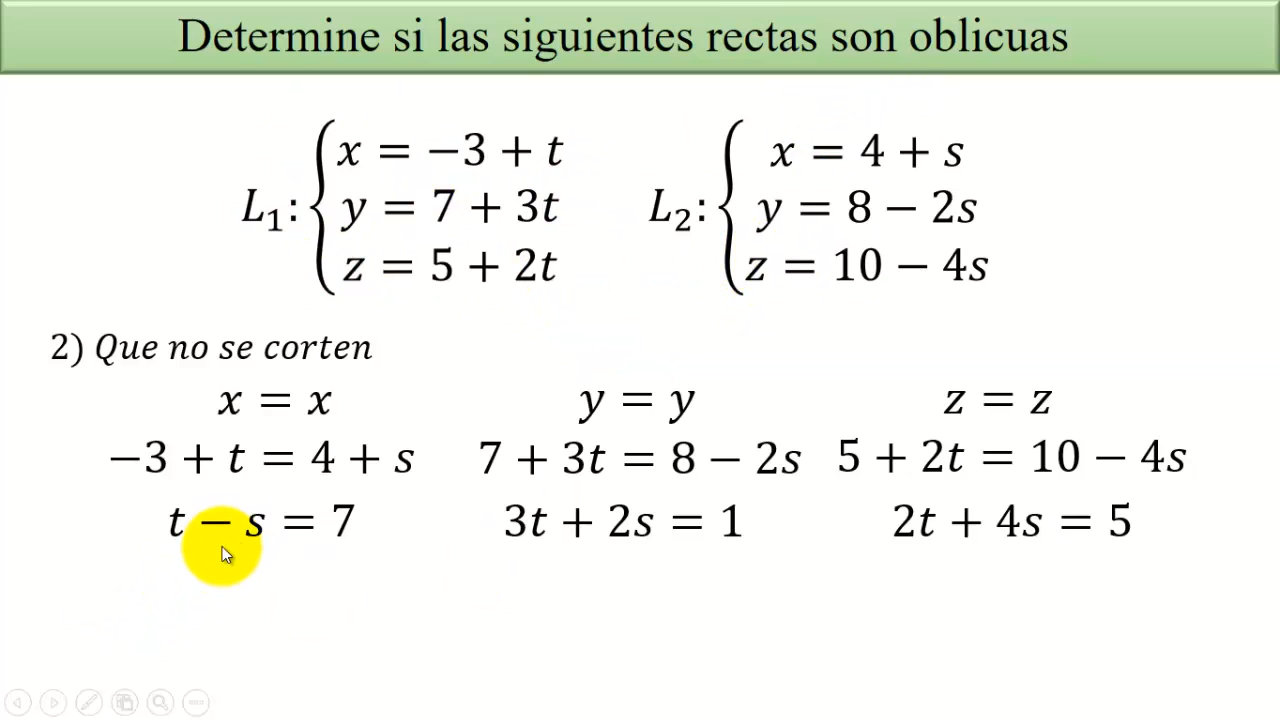 Determine si las siguientes rectas son oblicuas
L₁: { x = −3 + t
y = 7 + 3t
z = 5 + 2t
L₂: { x = 4 + s
y = 8 − 2s
z = 10 − 4s
2) Que no se corten
x = x y = y z = z
−3 + t = 4 + s 7 + 3t = 8 − 2s 5 + 2t = 10 − 4s
t − s = 7 3t + 2s = 1 2t + 4s = 5